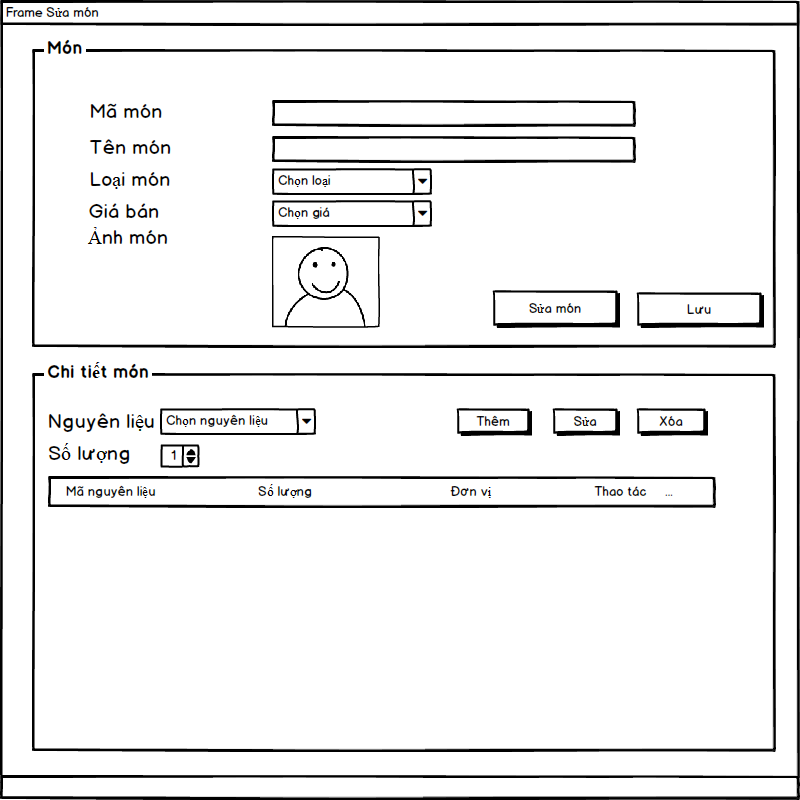 Frame Sửa món
Món
Mã món
Tên món
Loại món Chọn loại
Giá bán Chọn giá
Ảnh món
Sửa món Lưu
Chi tiết món
Nguyên liệu Chọn nguyên liệu Thêm Sửa Xóa
Số lượng 1
Mã nguyên liệu Số lượng Đơn vị Thao tác ...